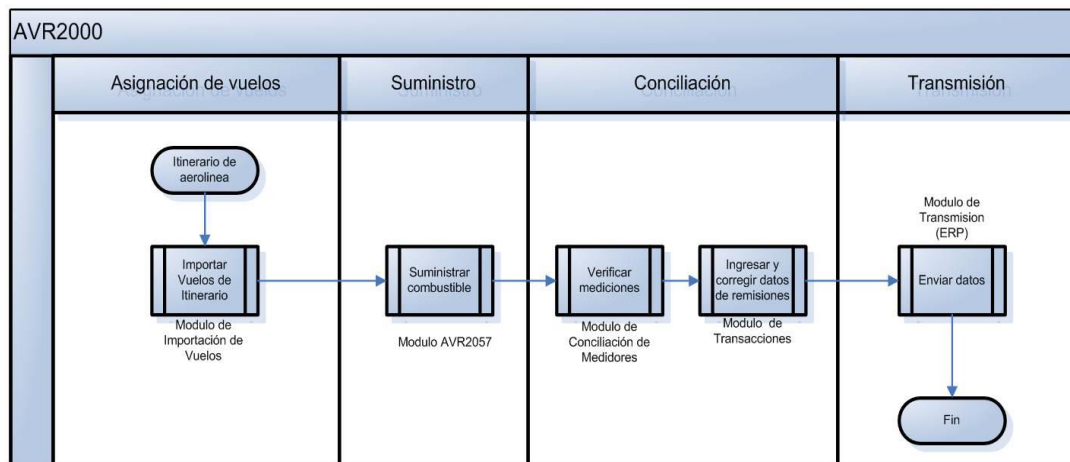 AVR2000
Asignación de vuelos
Suministro
Conciliación
Transmisión
Itinerario de
aerolinea
Importar
Vuelos de
Itinerario
Modulo de
Importación de
Vuelos
Suministrar
combustible
Modulo AVR2057
Verificar
mediciones
Modulo de
Conciliación de
Medidores
Ingresar y
corregir datos
de remisiones
Modulo de
Transacciones
Modulo de
Transmision
(ERP)
Enviar datos
Fin